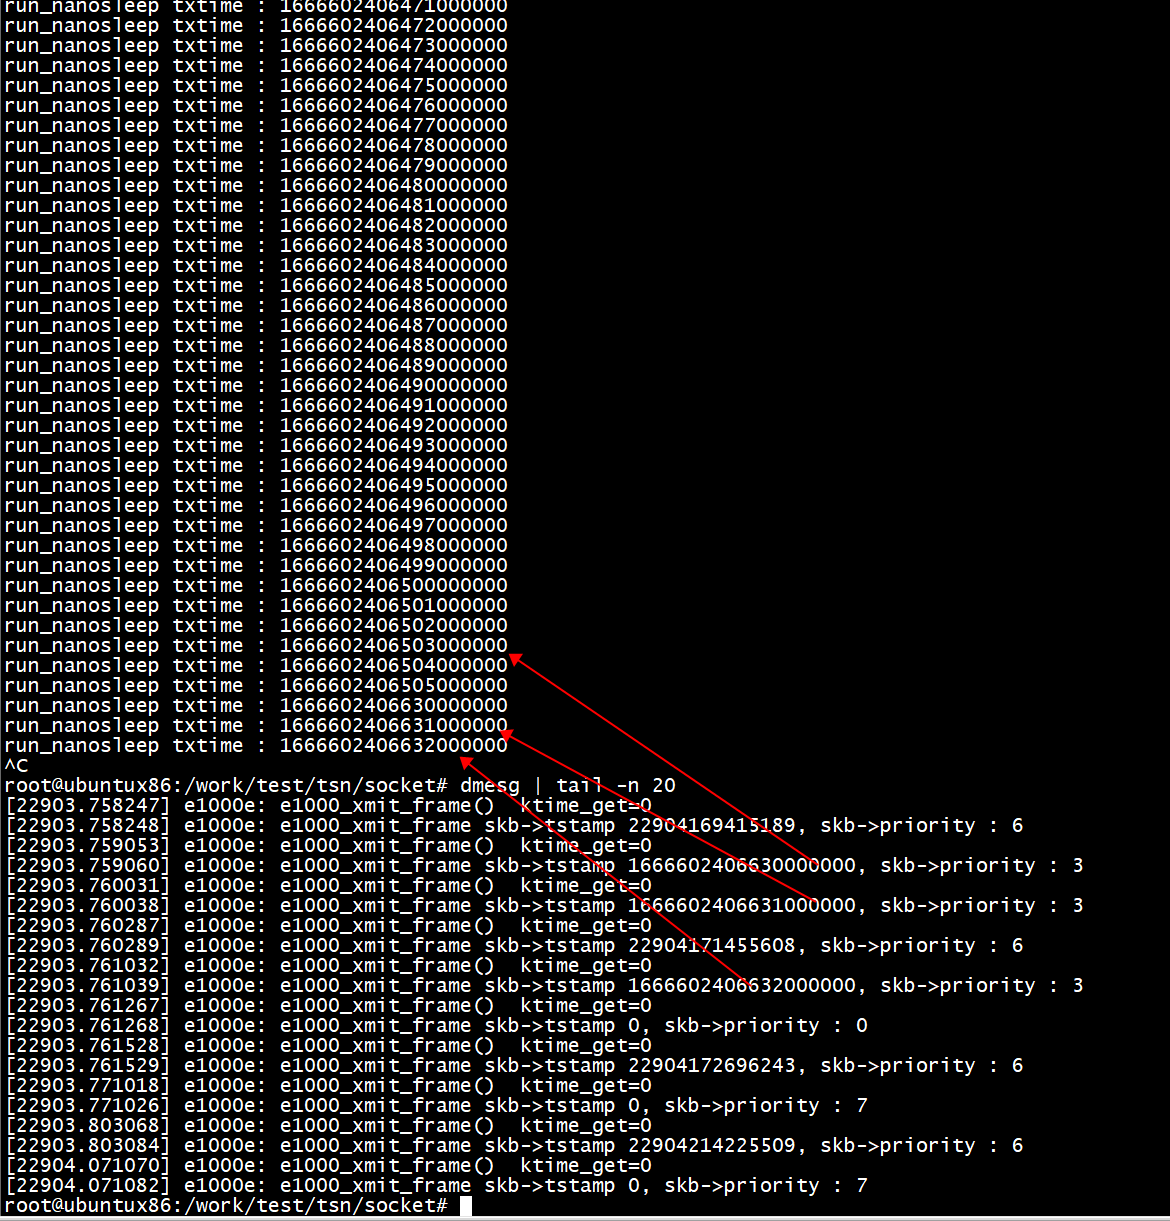 run_nanosleep txtime : 1666602406471000000
run_nanosleep txtime : 1666602406472000000
run_nanosleep txtime : 1666602406473000000
run_nanosleep txtime : 1666602406474000000
run_nanosleep txtime : 1666602406475000000
run_nanosleep txtime : 1666602406476000000
run_nanosleep txtime : 1666602406477000000
run_nanosleep txtime : 1666602406478000000
run_nanosleep txtime : 1666602406479000000
run_nanosleep txtime : 1666602406480000000
run_nanosleep txtime : 1666602406481000000
run_nanosleep txtime : 1666602406482000000
run_nanosleep txtime : 1666602406483000000
run_nanosleep txtime : 1666602406484000000
run_nanosleep txtime : 1666602406485000000
run_nanosleep txtime : 1666602406486000000
run_nanosleep txtime : 1666602406487000000
run_nanosleep txtime : 1666602406488000000
run_nanosleep txtime : 1666602406489000000
run_nanosleep txtime : 1666602406490000000
run_nanosleep txtime : 1666602406491000000
run_nanosleep txtime : 1666602406492000000
run_nanosleep txtime : 1666602406493000000
run_nanosleep txtime : 1666602406494000000
run_nanosleep txtime : 1666602406495000000
run_nanosleep txtime : 1666602406496000000
run_nanosleep txtime : 1666602406497000000
run_nanosleep txtime : 1666602406498000000
run_nanosleep txtime : 1666602406499000000
run_nanosleep txtime : 1666602406500000000
run_nanosleep txtime : 1666602406501000000
run_nanosleep txtime : 1666602406502000000
run_nanosleep txtime : 1666602406503000000
run_nanosleep txtime : 1666602406504000000
run_nanosleep txtime : 1666602406505000000
run_nanosleep txtime : 1666602406630000000
run_nanosleep txtime : 1666602406631000000
run_nanosleep txtime : 1666602406632000000
^C
root@ubuntux86:/work/test/tsn/socket# dmesg | tail -n 20
[22903.758247] e1000e: e1000_xmit_frame()  ktime_get=0
[22903.758248] e1000e: e1000_xmit_frame skb->tstamp 22904169415189, skb->priority : 6
[22903.759053] e1000e: e1000_xmit_frame()  ktime_get=0
[22903.759060] e1000e: e1000_xmit_frame skb->tstamp 1666602406630000000, skb->priority : 3
[22903.760031] e1000e: e1000_xmit_frame()  ktime_get=0
[22903.760038] e1000e: e1000_xmit_frame skb->tstamp 1666602406631000000, skb->priority : 3
[22903.760287] e1000e: e1000_xmit_frame()  ktime_get=0
[22903.760289] e1000e: e1000_xmit_frame skb->tstamp 22904171455608, skb->priority : 6
[22903.761032] e1000e: e1000_xmit_frame()  ktime_get=0
[22903.761039] e1000e: e1000_xmit_frame skb->tstamp 1666602406632000000, skb->priority : 3
[22903.761267] e1000e: e1000_xmit_frame()  ktime_get=0
[22903.761268] e1000e: e1000_xmit_frame skb->tstamp 0, skb->priority : 0
[22903.761528] e1000e: e1000_xmit_frame()  ktime_get=0
[22903.761529] e1000e: e1000_xmit_frame skb->tstamp 22904172696243, skb->priority : 6
[22903.771018] e1000e: e1000_xmit_frame()  ktime_get=0
[22903.771026] e1000e: e1000_xmit_frame skb->tstamp 0, skb->priority : 7
[22903.803068] e1000e: e1000_xmit_frame()  ktime_get=0
[22903.803084] e1000e: e1000_xmit_frame skb->tstamp 22904214225509, skb->priority : 6
[22904.071070] e1000e: e1000_xmit_frame()  ktime_get=0
[22904.071082] e1000e: e1000_xmit_frame skb->tstamp 0, skb->priority : 7
root@ubuntux86:/work/test/tsn/socket#